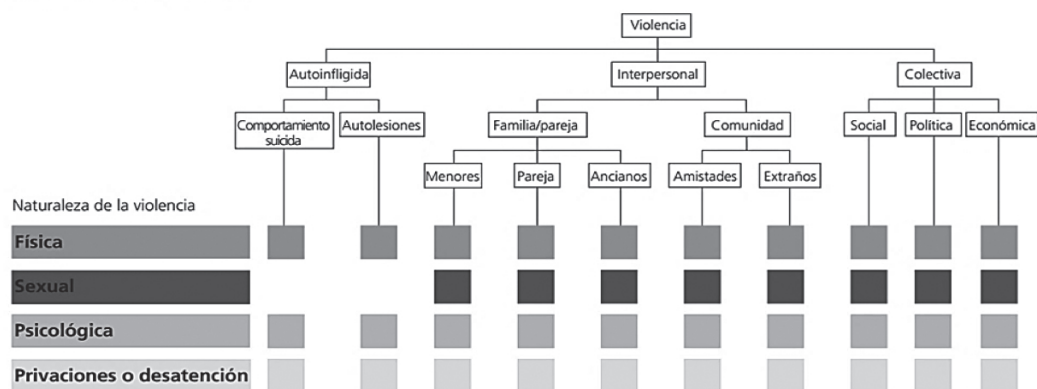 Violencia
Autoinfligida
Interpersonal
Colectiva
Comportamiento
suicida
Autolesiones
Familia/pareja
Comunidad
Social
Política
Económica
Menores
Pareja
Ancianos
Amistades
Extraños
Naturaleza de la violencia
Física
Sexual
Psicológica
Privaciones o desatención